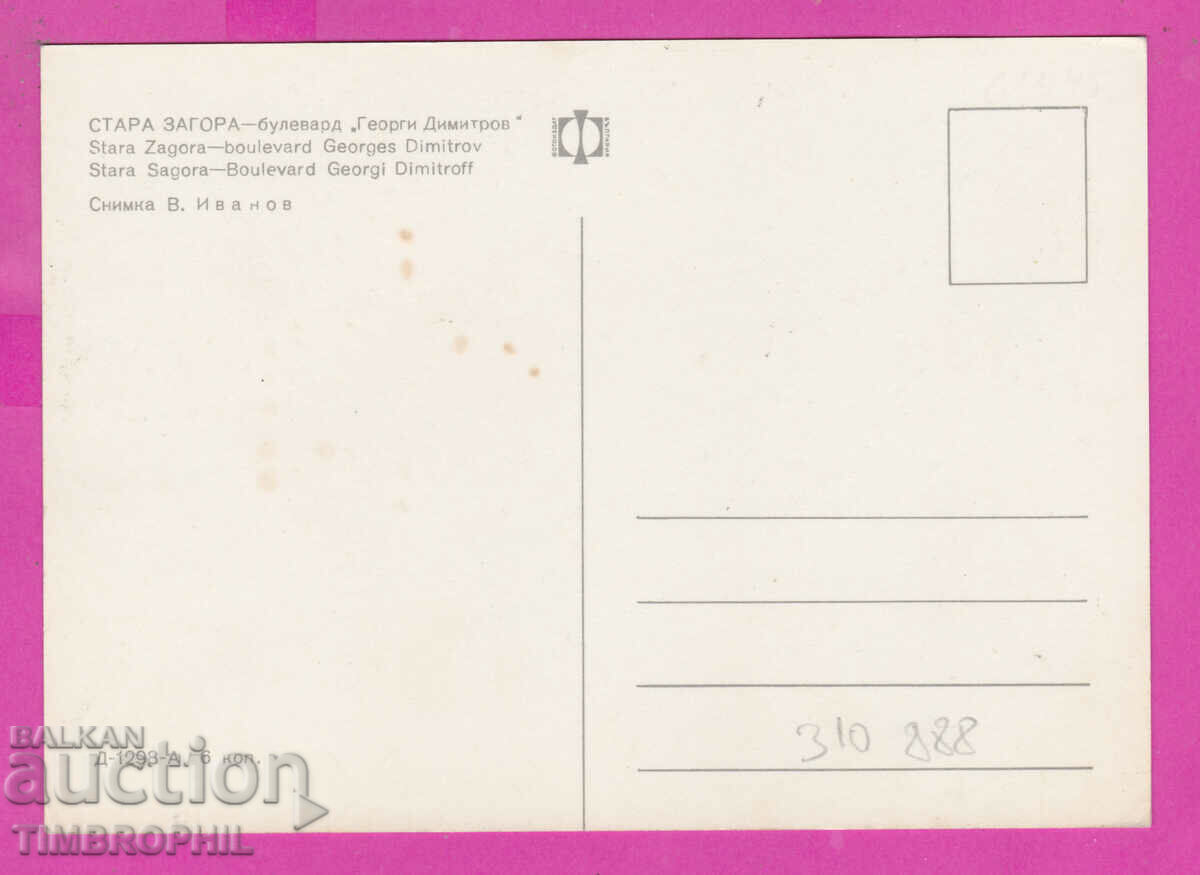 СТАРА ЗАГОРА—булевард „Георги Димитров“
Stara Zagora—boulevard Georges Dimitrov
Stara Sagora—Boulevard Georgi Dimitroff
Снимка В. Иванов
310 888
Д-1298-А, 6 коп.
BALKAN
auction
TIMBROPHIL